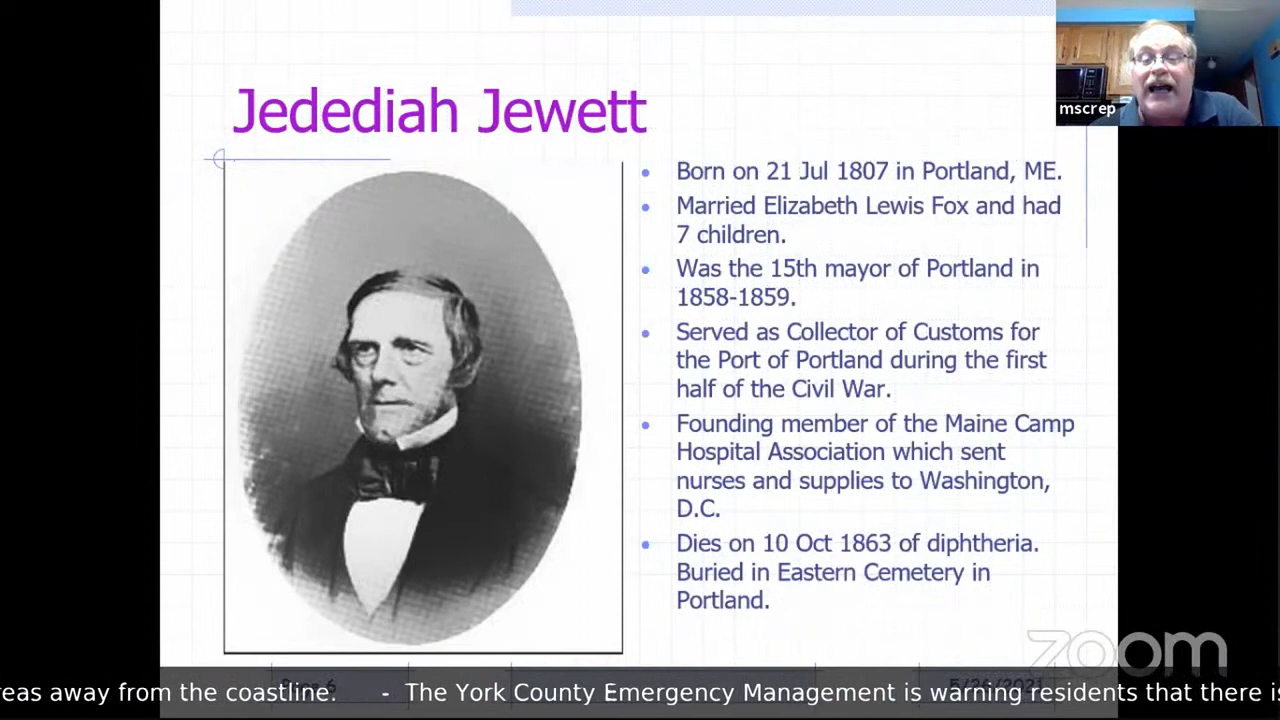 Jedediah Jewett
mscrep
Born on 21 Jul 1807 in Portland, ME.
Married Elizabeth Lewis Fox and had
7 children.
Was the 15th mayor of Portland in
1858-1859.
Served as Collector of Customs for
the Port of Portland during the first
half of the Civil War.
Founding member of the Maine Camp
Hospital Association which sent
nurses and supplies to Washington,
D.C.
Dies on 10 Oct 1863 of diphtheria.
Buried in Eastern Cemetery in
Portland.
zoom
reas away from the coastline. - The York County Emergency Management is warning residents that there is
5/26/2021